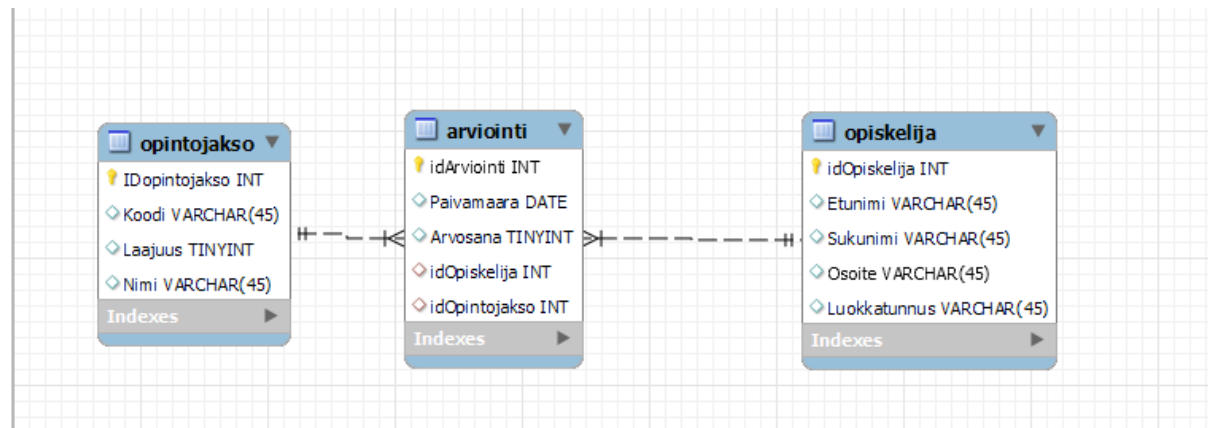 opintojakso
IDopintojakso INT
Koodi VARCHAR(45)
Laajuus TINYINT
Nimi VARCHAR(45)
Indexes
arviointi
idArviointi INT
Paivamaara DATE
Arvosana TINYINT
idOpiskelija INT
idOpintojakso INT
Indexes
opiskelija
idOpiskelija INT
Etunimi VARCHAR(45)
Sukunimi VARCHAR(45)
Osoite VARCHAR(45)
Luokkatunnus VARCHAR(45)
Indexes